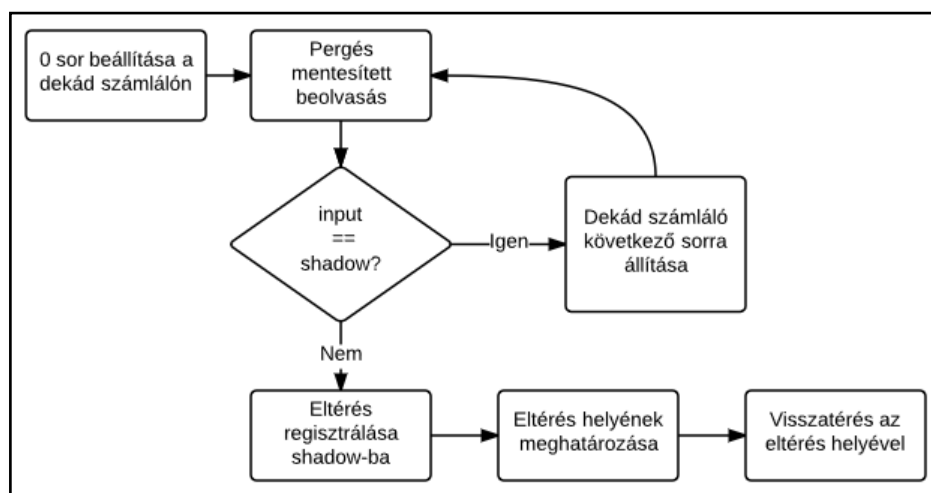 0 sor beállítása a
dekád számlálón
Pergés
mentesített
beolvasás
input
==
shadow?
Igen
Dekád számláló
következő sorra
állítása
Nem
Eltérés
regisztrálása
shadow-ba
Eltérés helyének
meghatározása
Visszatérés az
eltérés helyével